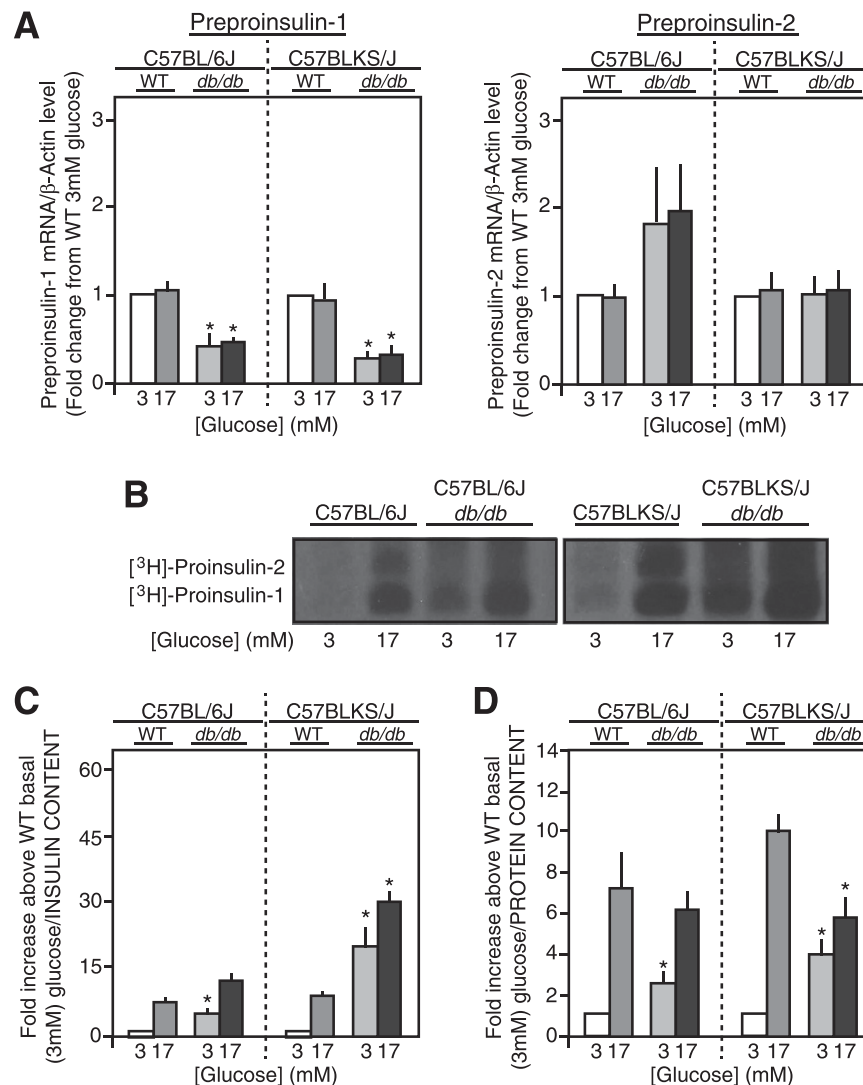 A
Preproinsulin-1
C57BL/6J C57BLKS/J
WT db/db WT db/db
Preproinsulin-1 mRNA/β-Actin level
(Fold change from WT 3mM glucose)
3
2
1
0
* * * *
3 17 3 17 3 17 3 17
[Glucose] (mM)
Preproinsulin-2
C57BL/6J C57BLKS/J
WT db/db WT db/db
Preproinsulin-2 mRNA/β-Actin level
(Fold change from WT 3mM glucose)
3
2
1
0
3 17 3 17 3 17 3 17
[Glucose] (mM)
B
C57BL/6J C57BL/6J db/db C57BLKS/J C57BLKS/J db/db
[³H]-Proinsulin-2
[³H]-Proinsulin-1
[Glucose] (mM) 3 17 3 17 3 17 3 17
C
C57BL/6J C57BLKS/J
WT db/db WT db/db
Fold increase above WT basal
(3mM) glucose/INSULIN CONTENT
60
45
30
15
0
* * *
3 17 3 17 3 17 3 17
[Glucose] (mM)
D
C57BL/6J C57BLKS/J
WT db/db WT db/db
Fold increase above WT basal
(3mM) glucose/PROTEIN CONTENT
14
12
10
8
6
4
2
0
* * *
3 17 3 17 3 17 3 17
[Glucose] (mM)